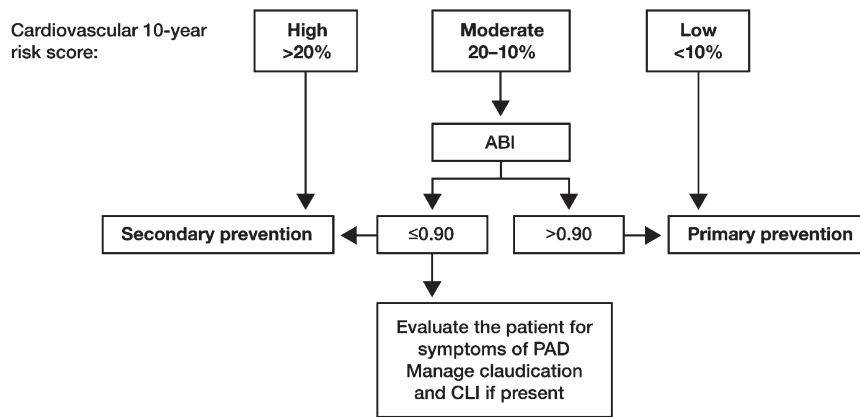 Cardiovascular 10-year
risk score:
High
>20%
Moderate
20–10%
Low
<10%
ABI
Secondary prevention
≤0.90
>0.90
Primary prevention
Evaluate the patient for
symptoms of PAD
Manage claudication
and CLI if present